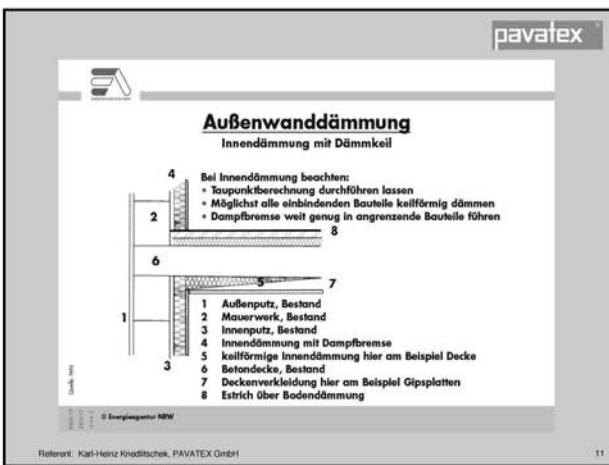 pavatex
ENERGIEAGENTUR NRW
Außenwanddämmung
Innendämmung mit Dämmkeil
4
Bei Innendämmung beachten:
• Taupunktberechnung durchführen lassen
• Möglichst alle einbindenden Bauteile keilförmig dämmen
• Dampfbremse weit genug in angrenzende Bauteile führen
2
8
6
5
7
1
3
1 Außenputz, Bestand
2 Mauerwerk, Bestand
3 Innenputz, Bestand
4 Innendämmung mit Dampfbremse
5 keilförmige Innendämmung hier am Beispiel Decke
6 Betondecke, Bestand
7 Deckenverkleidung hier am Beispiel Gipsplatten
8 Estrich über Bodendämmung
© Energieagentur NRW
Referent: Karl-Heinz Knedlitschek, PAVATEX GmbH
11